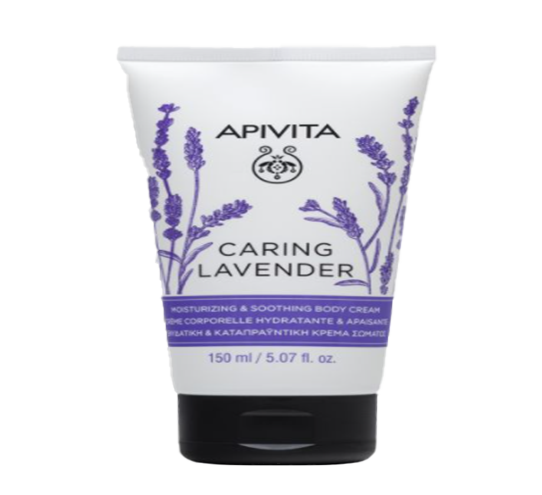 APIVITA
CARING
LAVENDER
MOISTURIZING & SOOTHING BODY CREAM
CORPORELLE HYDRATANTE & APAISANTE
& ΚΑΤΑΠΡΑΫΝΤΙΚΗ ΚΡΕΜΑ ΣΩΜΑΤΟΣ
150 ml / 5.07 fl. oz.